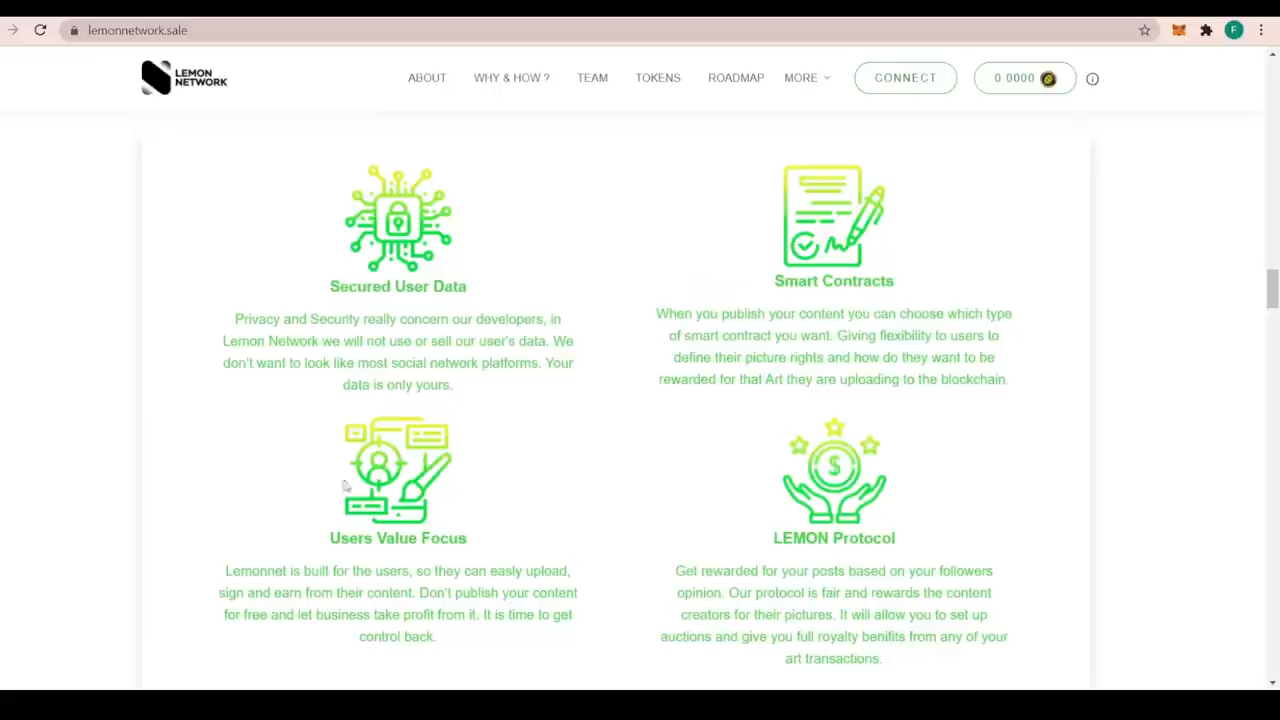 lemonnetwork.sale
F
LEMON
NETWORK
ABOUT
WHY & HOW ?
TEAM
TOKENS
ROADMAP
MORE
CONNECT
0 0000
Secured User Data
Privacy and Security really concern our developers, in
Lemon Network we will not use or sell our user's data. We
don't want to look like most social network platforms. Your
data is only yours.
Smart Contracts
When you publish your content you can choose which type
of smart contract you want. Giving flexibility to users to
define their picture rights and how do they want to be
rewarded for that Art they are uploading to the blockchain.
Users Value Focus
Lemonnet is built for the users, so they can easly upload,
sign and earn from their content. Don't publish your content
for free and let business take profit from it. It is time to get
control back.
LEMON Protocol
Get rewarded for your posts based on your followers
opinion. Our protocol is fair and rewards the content
creators for their pictures. It will allow you to set up
auctions and give you full royalty benifits from any of your
art transactions.